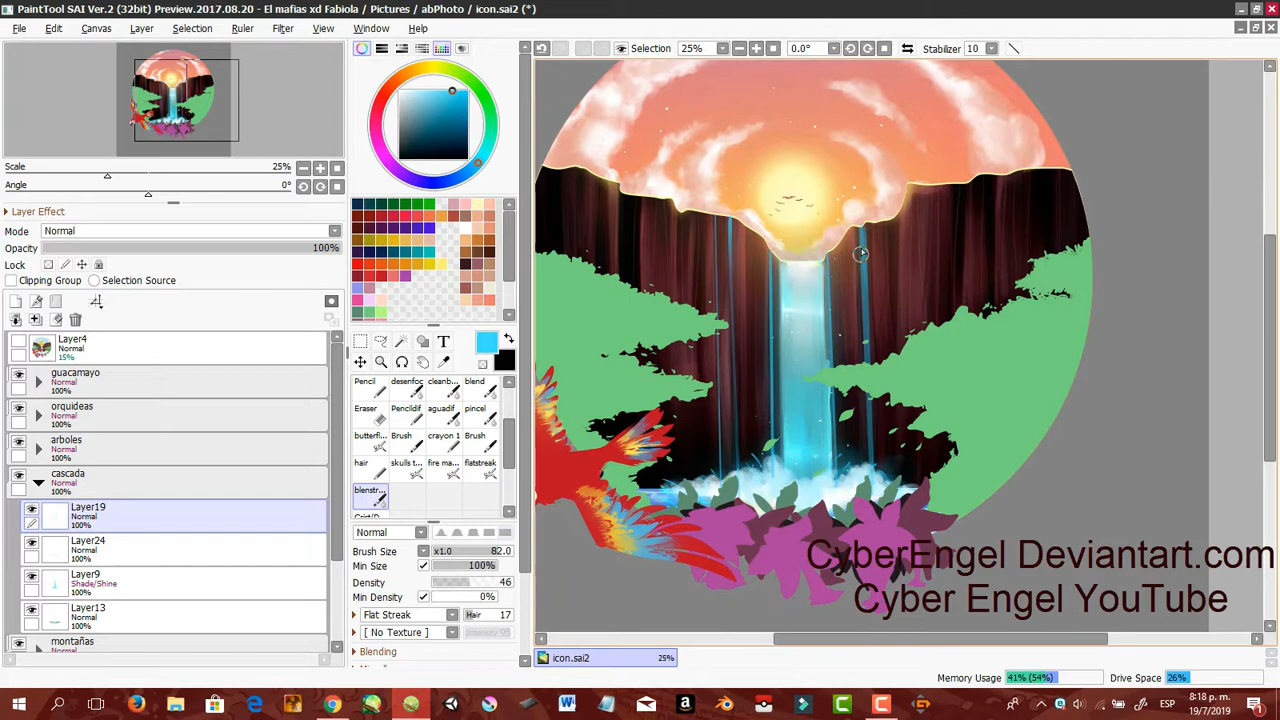 PaintTool SAI Ver.2 (32bit) Preview.2017.08.20 - El mafias xd Fabiola / Pictures / abPhoto / icon.sai2 (*)
File Edit Canvas Layer Selection Ruler Filter View Window Help
Selection 25% 0.0° Stabilizer 10
Scale 25%
Angle 0°
Layer Effect
Mode Normal
Opacity 100%
Lock
Clipping Group Selection Source
Layer4
Normal
15%
guacamayo
Normal
100%
orquideas
Normal
100%
arboles
Normal
100%
cascada
Normal
100%
Layer19
Normal
100%
Layer24
Normal
100%
Layer9
Shade/Shine
100%
Layer13
Normal
100%
montañas
Normal
T
Pencil desenfoc cleanb... blend
Eraser Pencildif aguadif pincel
butterfl... Brush crayon 1 Brush
hair skulls t... fire ma... flatstreak
blenstr...
Normal
Brush Size x1.0 82.0
Min Size 100%
Density 46
Min Density 0%
Flat Streak Hair 17
[ No Texture ]
Blending
CyberEngel Deviantart.com
Cyber Engel YouTube
icon.sai2 25%
Memory Usage 41% (54%) Drive Space 26%
ESP
8:18 p. m.
19/7/2019